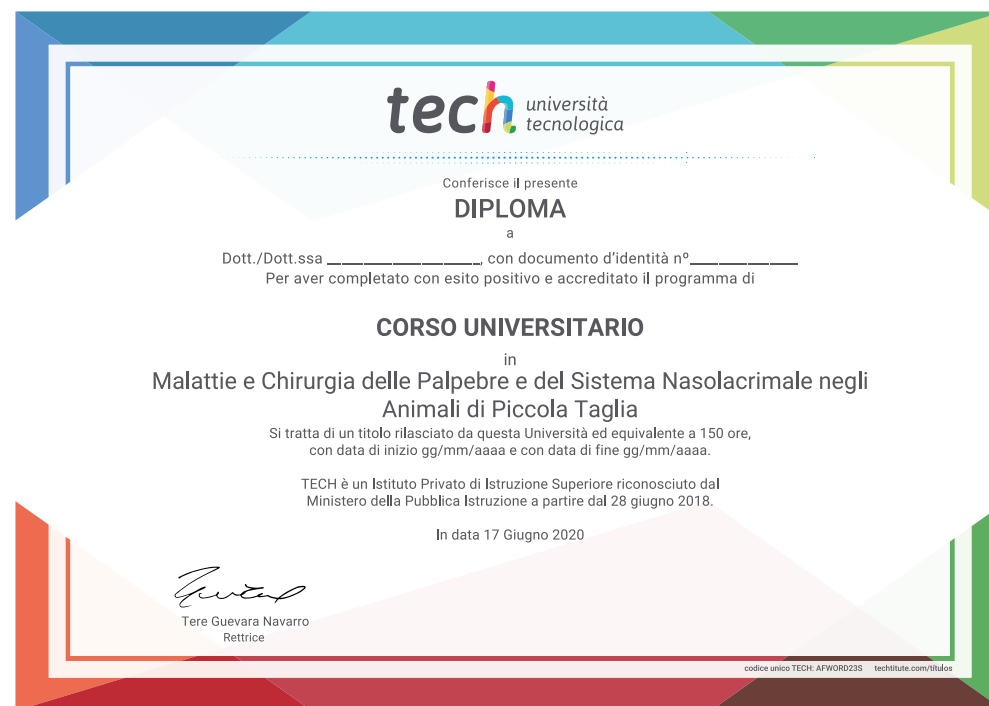 tech università
tecnologica
Conferisce il presente
DIPLOMA
a
Dott./Dott.ssa ____________________, con documento d'identità nº______________
Per aver completato con esito positivo e accreditato il programma di
CORSO UNIVERSITARIO
in
Malattie e Chirurgia delle Palpebre e del Sistema Nasolacrimale negli
Animali di Piccola Taglia
Si tratta di un titolo rilasciato da questa Università ed equivalente a 150 ore,
con data di inizio gg/mm/aaaa e con data di fine gg/mm/aaaa.
TECH è un Istituto Privato di Istruzione Superiore riconosciuto dal
Ministero della Pubblica Istruzione a partire dal 28 giugno 2018.
In data 17 Giugno 2020
Tere Guevara Navarro
Rettrice
codice unico TECH: AFWORD23S techtitute.com/títulos